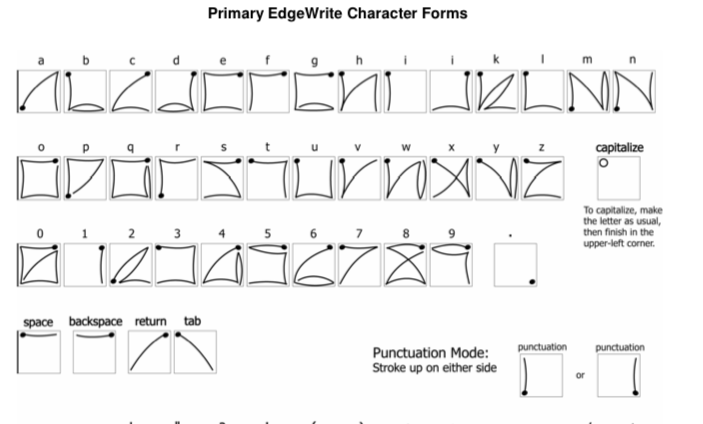 Primary EdgeWrite Character Forms
a b c d e f g h i j k l m n
o p q r s t u v w x y z capitalize
To capitalize, make
the letter as usual,
then finish in the
upper-left corner.
0 1 2 3 4 5 6 7 8 9 .
space backspace return tab
Punctuation Mode:
Stroke up on either side
punctuation or punctuation